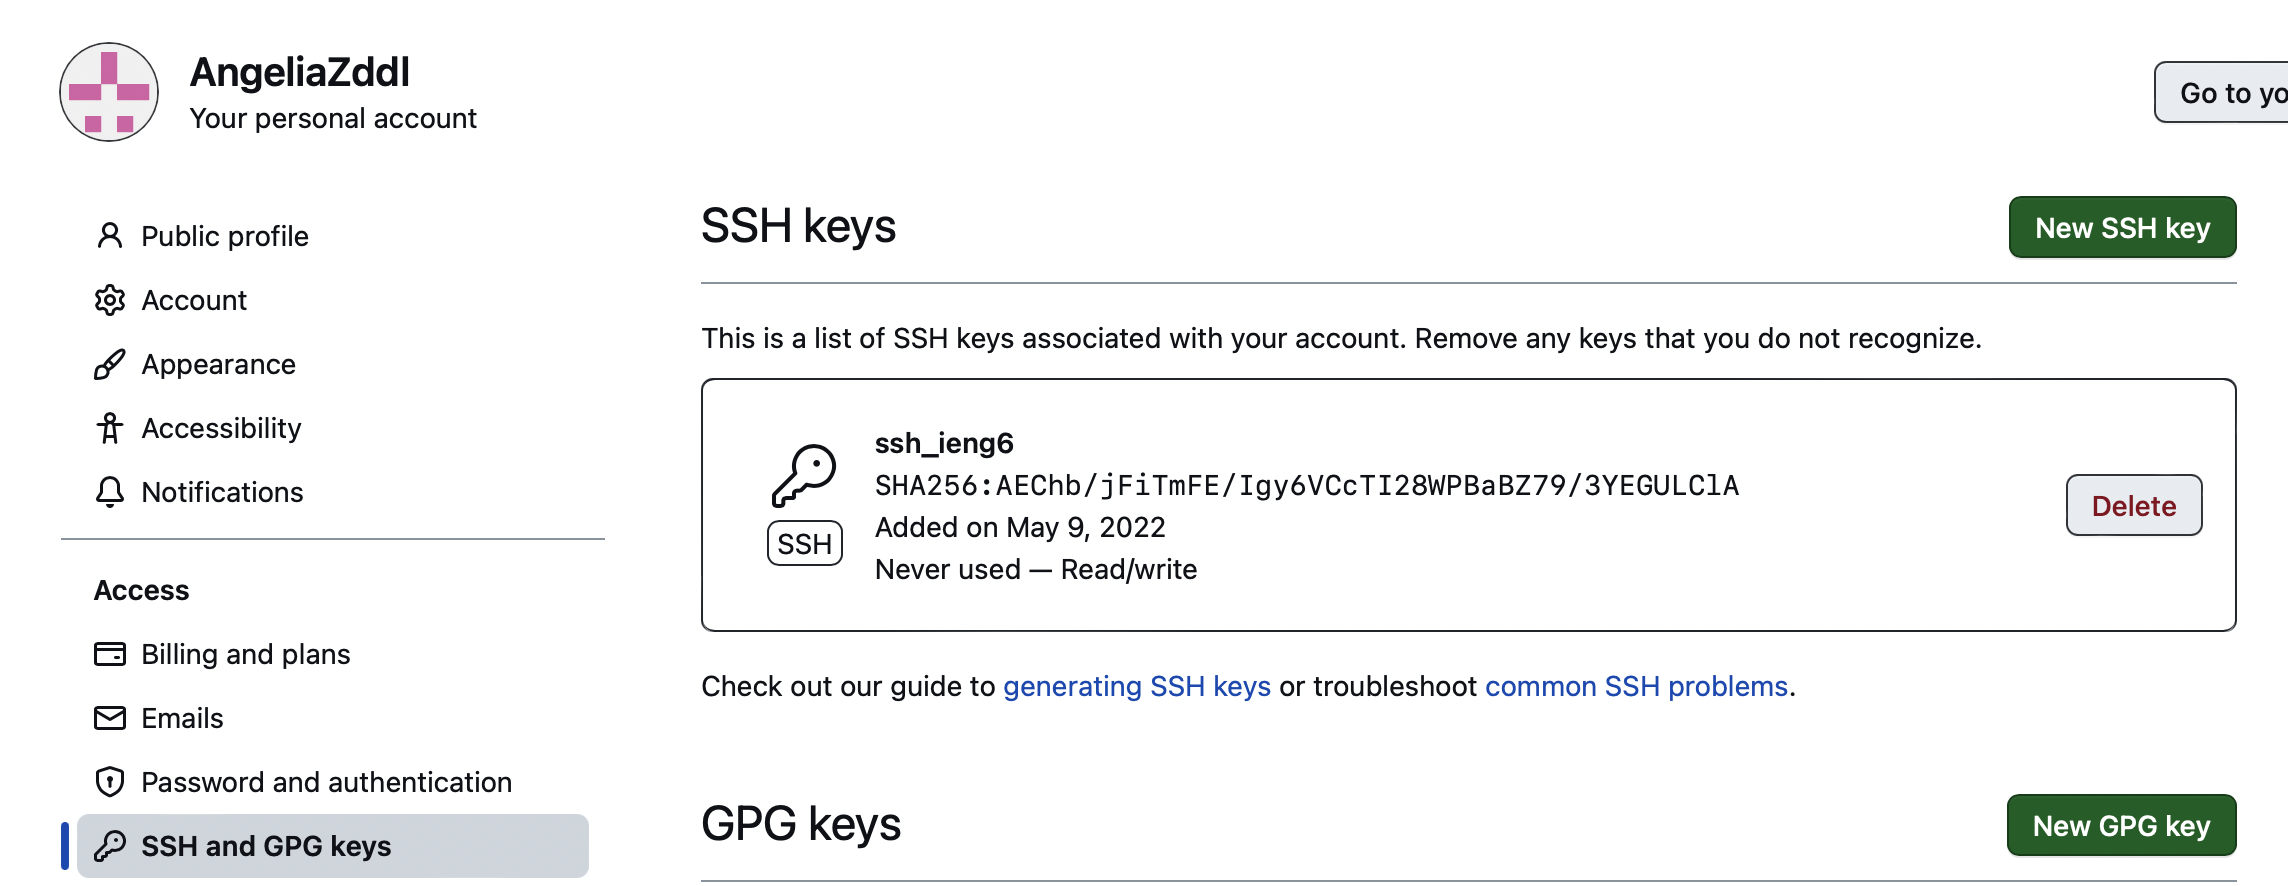 AngeliaZddl
Your personal account
Go to yo
Public profile
Account
Appearance
Accessibility
Notifications
Access
Billing and plans
Emails
Password and authentication
SSH and GPG keys
SSH keys
New SSH key
This is a list of SSH keys associated with your account. Remove any keys that you do not recognize.
ssh_ieng6
SHA256:AEChb/jFiTmFE/Igy6VCcTI28WPBaBZ79/3YEGULClA
Added on May 9, 2022
Never used — Read/write
SSH
Delete
Check out our guide to generating SSH keys or troubleshoot common SSH problems.
GPG keys
New GPG key